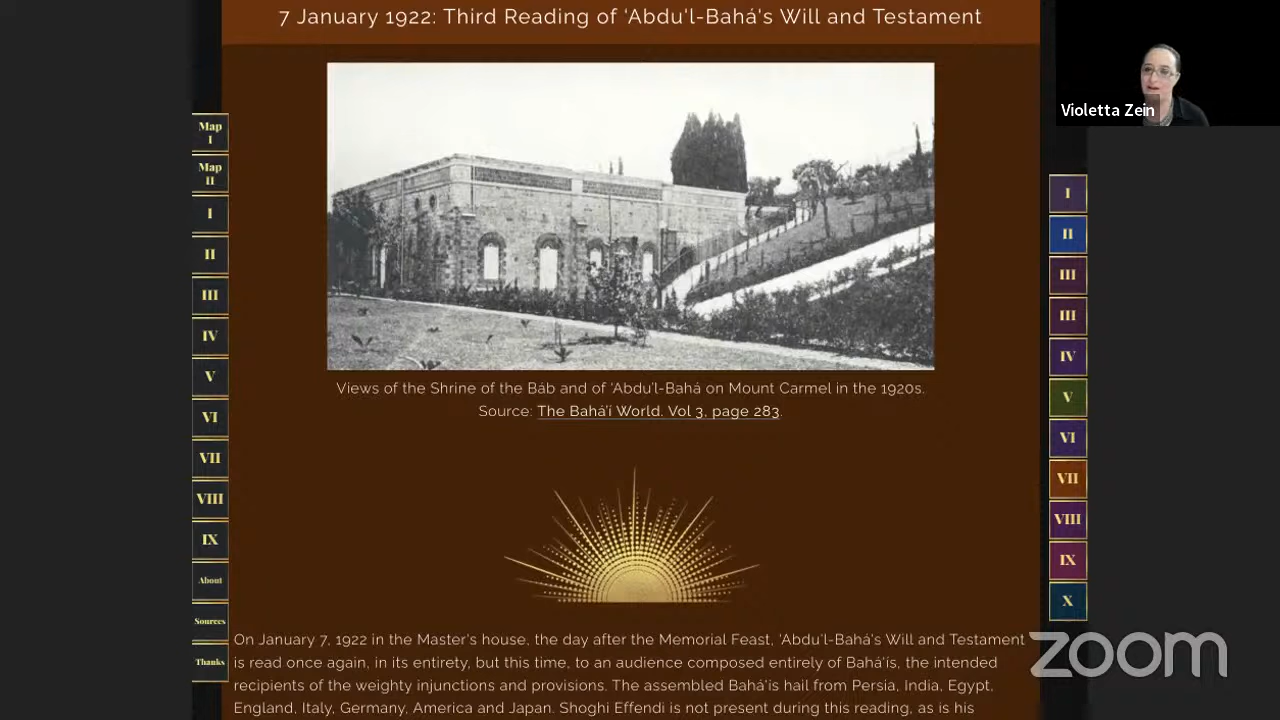 7 January 1922: Third Reading of ‘Abdu'l-Bahá's Will and Testament
Violetta Zein
Map
I
Map
II
I
II
III
IV
V
VI
VII
VIII
IX
About
Sources
Thanks
Views of the Shrine of the Báb and of ‘Abdu’l-Bahá on Mount Carmel in the 1920s.
Source: The Bahá’í World. Vol 3, page 283.
On January 7, 1922 in the Master’s house, the day after the Memorial Feast, ‘Abdu’l-Bahá’s Will and Testament
is read once again, in its entirety, but this time, to an audience composed entirely of Bahá’ís, the intended
recipients of the weighty injunctions and provisions. The assembled Bahá’ís hail from Persia, India, Egypt,
England, Italy, Germany, America and Japan. Shoghi Effendi is not present during this reading, as is his
I
II
III
III
IV
V
VI
VII
VIII
IX
X
zoom